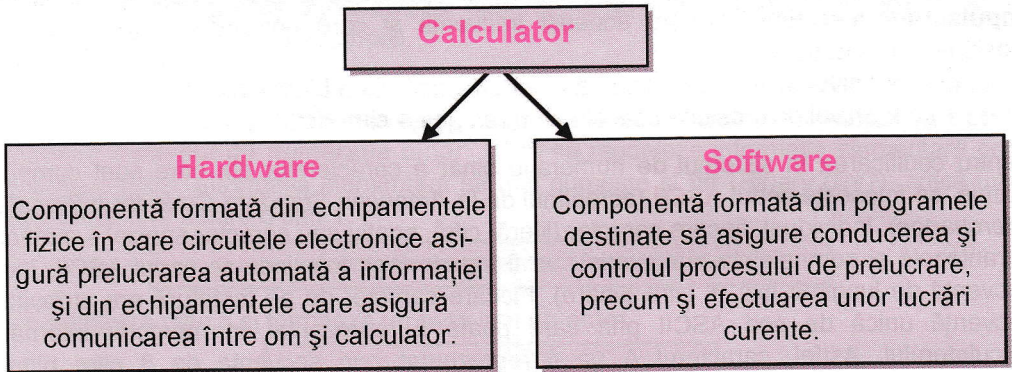 Calculator
Hardware
Componentă formată din echipamentele
fizice în care circuitele electronice asi-
gură prelucrarea automată a informaţiei
şi din echipamentele care asigură
comunicarea între om şi calculator.
Software
Componentă formată din programele
destinate să asigure conducerea şi
controlul procesului de prelucrare,
precum şi efectuarea unor lucrări
curente.